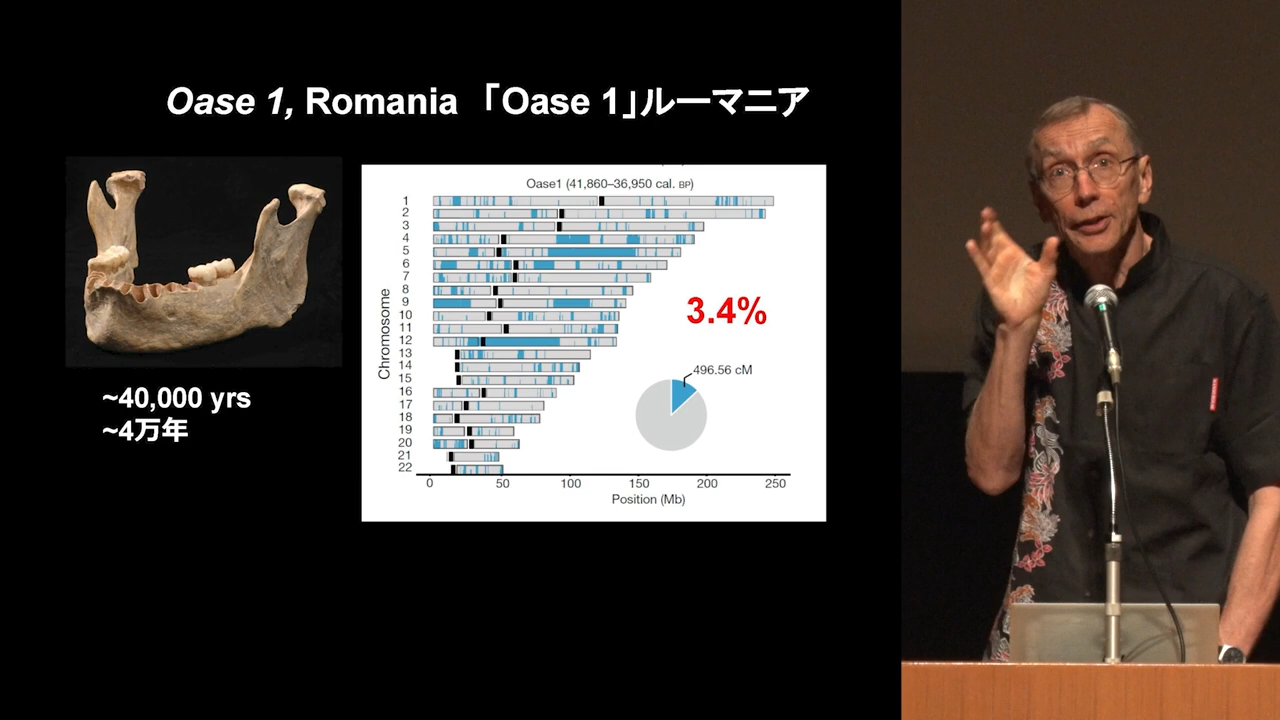 Oase 1, Romania 「Oase 1」ルーマニア
~40,000 yrs
~4万年
Oase1 (41,860–36,950 cal. BP)
Chromosome
1
2
3
4
5
6
7
8
9
10
11
12
13
14
15
16
17
18
19
20
21
22
3.4%
496.56 cM
0 50 100 150 200 250
Position (Mb)